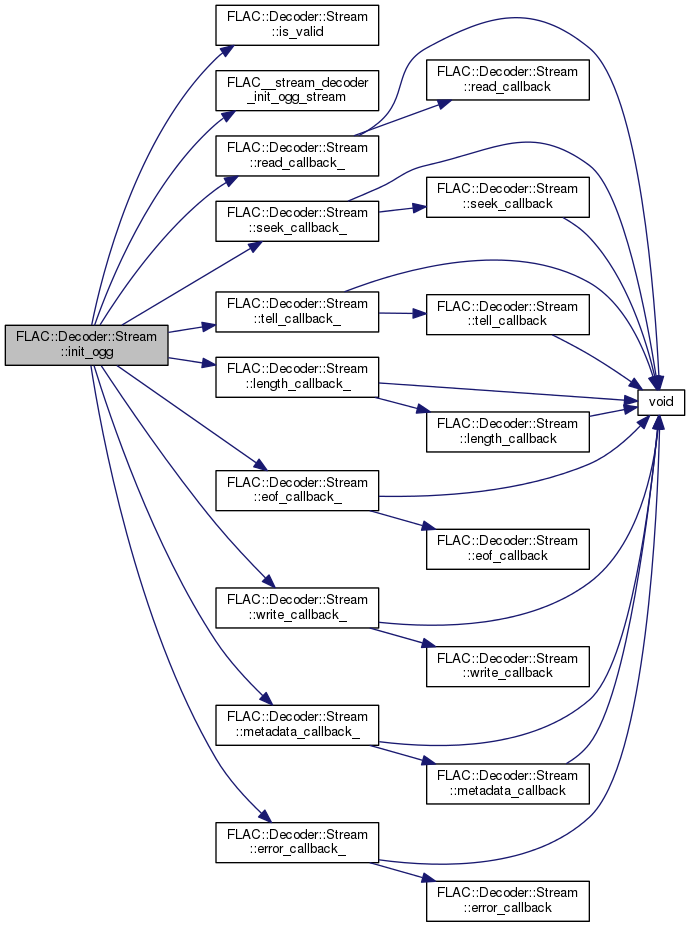 FLAC::Decoder::Stream
::is_valid
FLAC__stream_decoder
_init_ogg_stream
FLAC::Decoder::Stream
::read_callback
FLAC::Decoder::Stream
::read_callback_
FLAC::Decoder::Stream
::seek_callback
FLAC::Decoder::Stream
::seek_callback_
FLAC::Decoder::Stream
::tell_callback_
FLAC::Decoder::Stream
::tell_callback
FLAC::Decoder::Stream
::init_ogg
FLAC::Decoder::Stream
::length_callback_
void
FLAC::Decoder::Stream
::length_callback
FLAC::Decoder::Stream
::eof_callback_
FLAC::Decoder::Stream
::eof_callback
FLAC::Decoder::Stream
::write_callback_
FLAC::Decoder::Stream
::write_callback
FLAC::Decoder::Stream
::metadata_callback_
FLAC::Decoder::Stream
::metadata_callback
FLAC::Decoder::Stream
::error_callback_
FLAC::Decoder::Stream
::error_callback